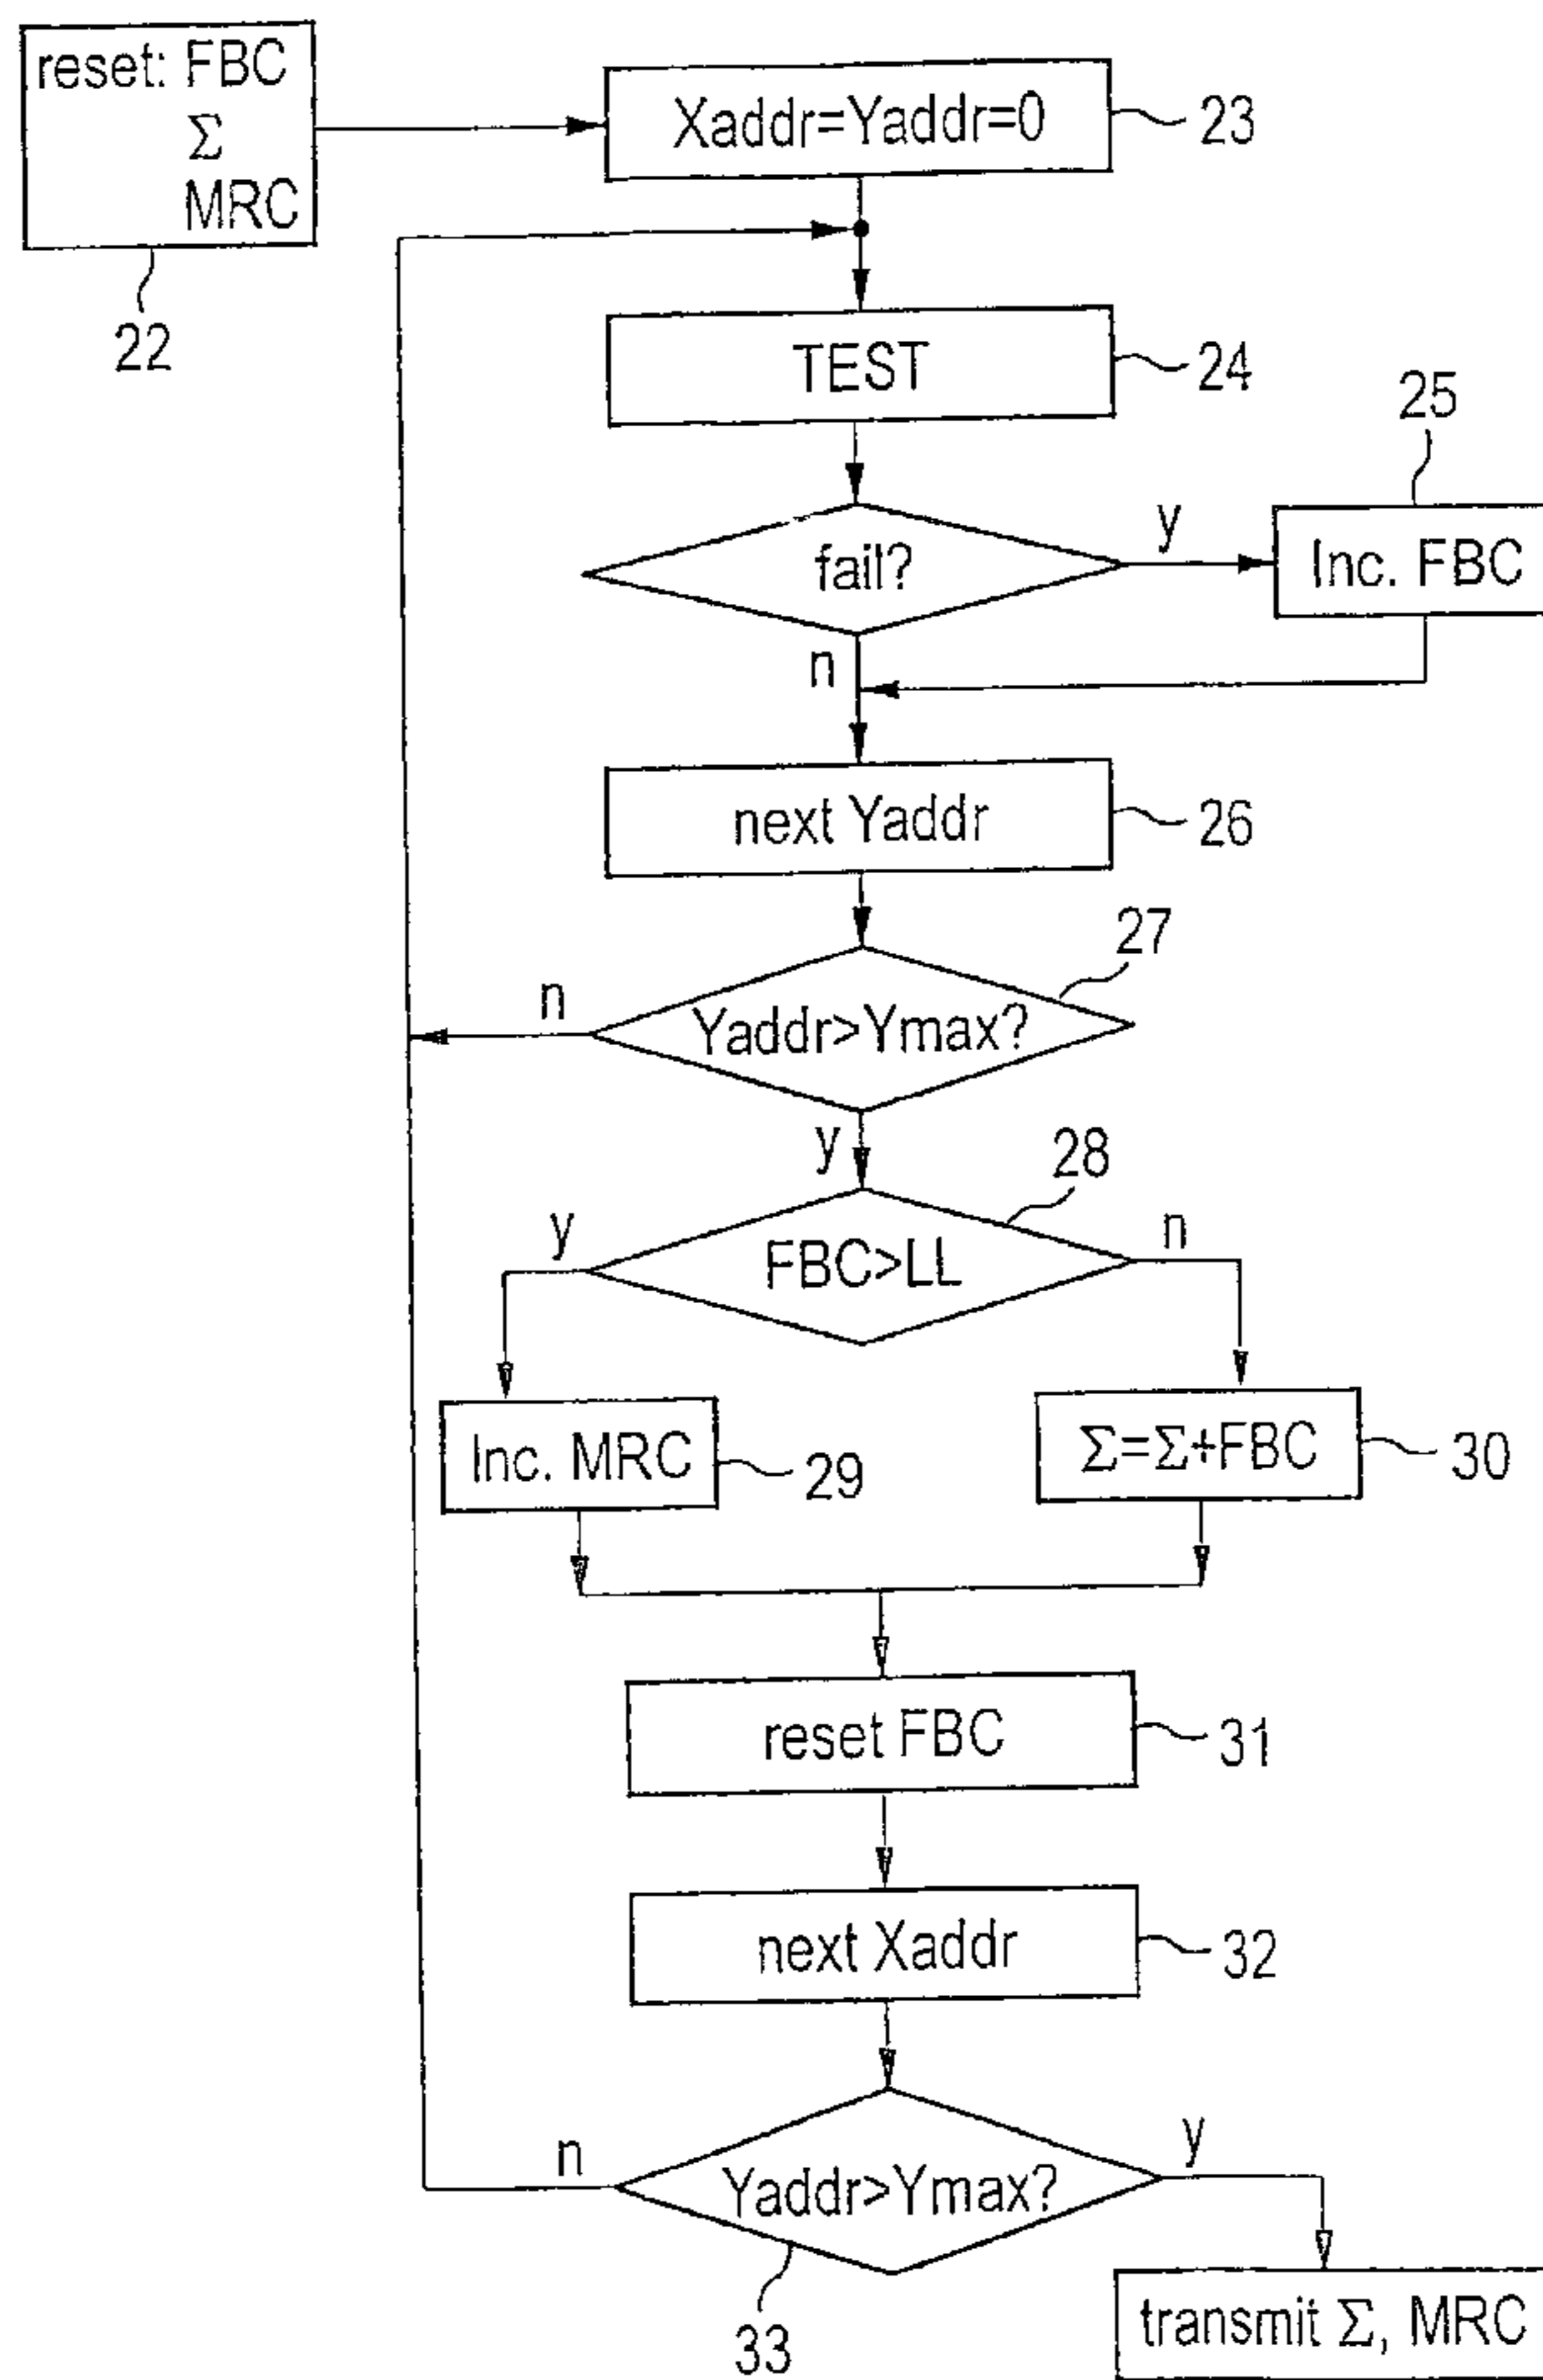 reset: FBC
Σ
MRC
22
Xaddr=Yaddr=0
23
TEST
24
fail?
y
25
Inc. FBC
n
next Yaddr
26
27
n
Yaddr>Ymax?
y
28
y
FBC>LL
n
Inc. MRC
29
Σ=Σ+FBC
30
reset FBC
31
next Xaddr
32
n
Yaddr>Ymax?
y
33
transmit Σ, MRC